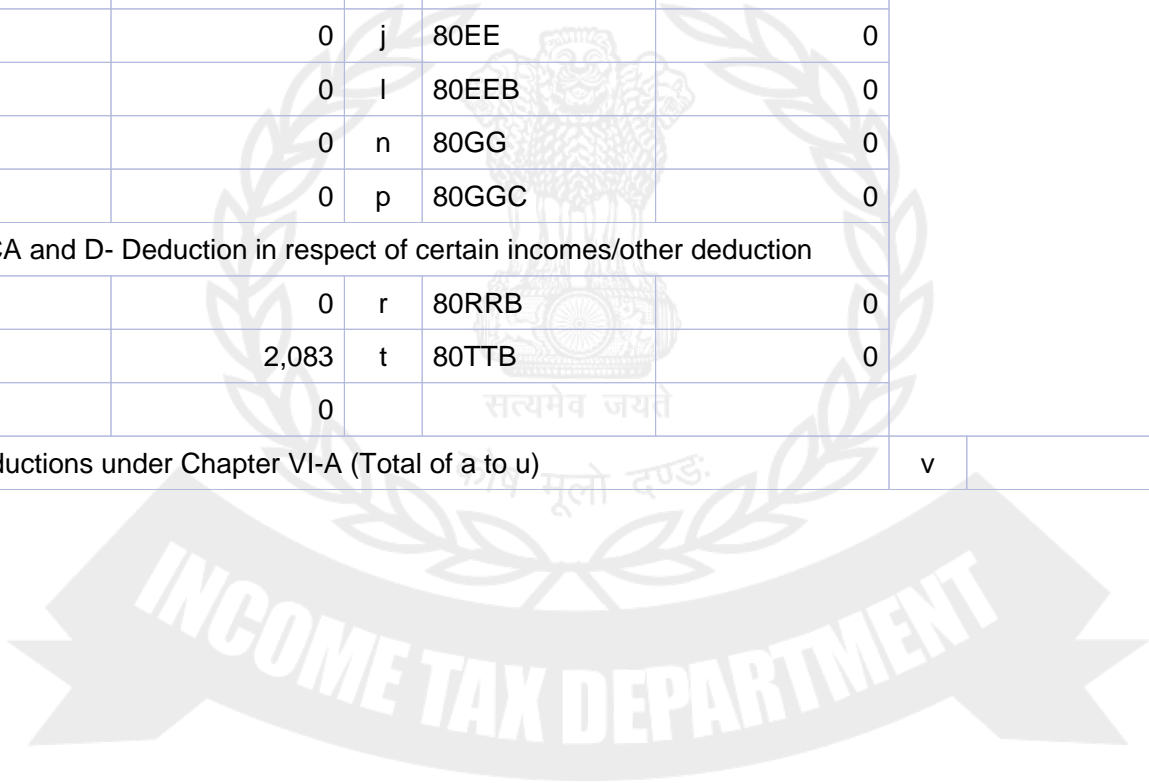 0 j 80EE 0
0 l 80EEB 0
0 n 80GG 0
0 p 80GGC 0
CA and D- Deduction in respect of certain incomes/other deduction
0 r 80RRB 0
2,083 t 80TTB 0
0
सत्यमेव जयते
ductions under Chapter VI-A (Total of a to u) v
कोष मूलो दण्ड:
INCOME TAX DEPARTMENT